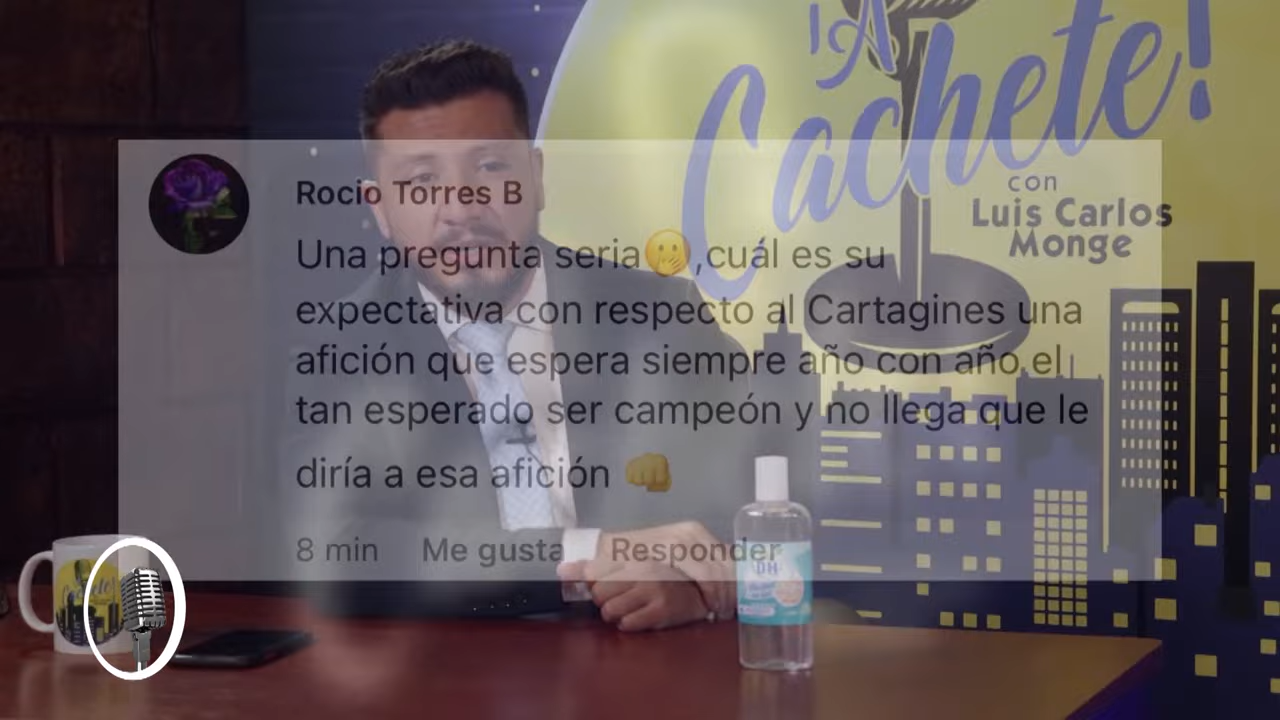 ¡A
Cachete!
con
Luis Carlos
Monge
Rocio Torres B
Una pregunta seria🫢,cuál es su
expectativa con respecto al Cartagines una
afición que espera siempre año con año el
tan esperado ser campeón y no llega que le
diría a esa afición 👊
8 min Me gusta Responder
DH